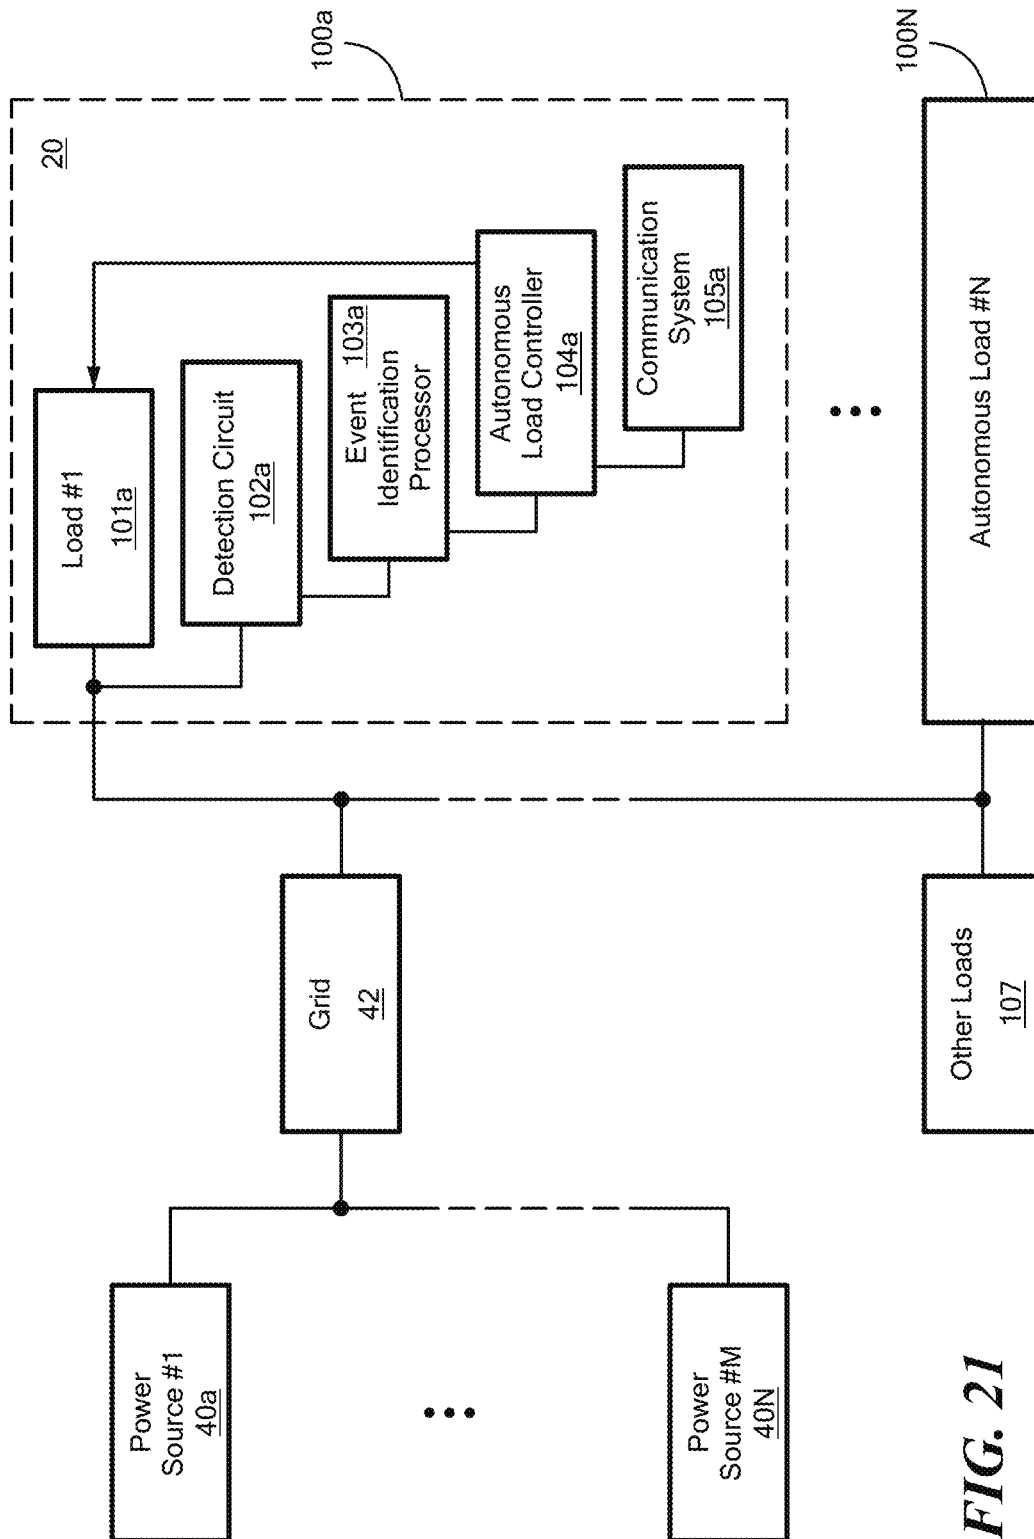 Power
Source #1
40a
Power
Source #M
40N
Grid
42
Other Loads
107
20
100a
Load #1
101a
Detection Circuit
102a
Event 103a
Identification
Processor
Autonomous
Load Controller
104a
Communication
System
105a
Autonomous Load #N
100N
FIG. 21